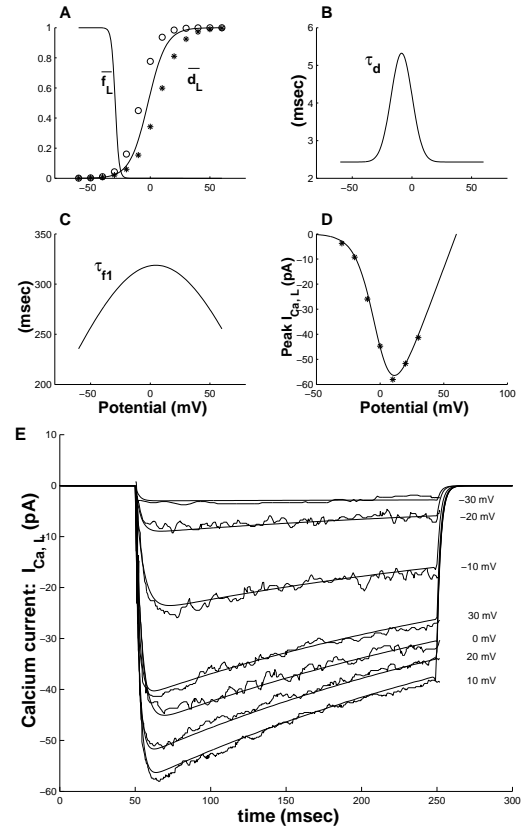 A
1
0.8
0.6
0.4
0.2
0
−50
0
50
f̅L
d̅L
B
6
5
4
3
2
−50
0
50
(msec)
τd
C
350
300
250
200
−50
0
50
(msec)
τf1
Potential (mV)
D
0
−10
−20
−30
−40
−50
−60
−50
0
50
100
Peak ICa, L (pA)
Potential (mV)
E
10
0
−10
−20
−30
−40
−50
−60
0
50
100
150
200
250
300
Calcium current: ICa, L (pA)
time (msec)
−30 mV
−20 mV
−10 mV
30 mV
0 mV
20 mV
10 mV